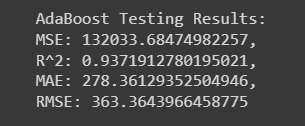 AdaBoost Testing Results:
MSE: 132033.68474982257,
R^2: 0.9371912780195021,
MAE: 278.36129352504946,
RMSE: 363.3643966458775